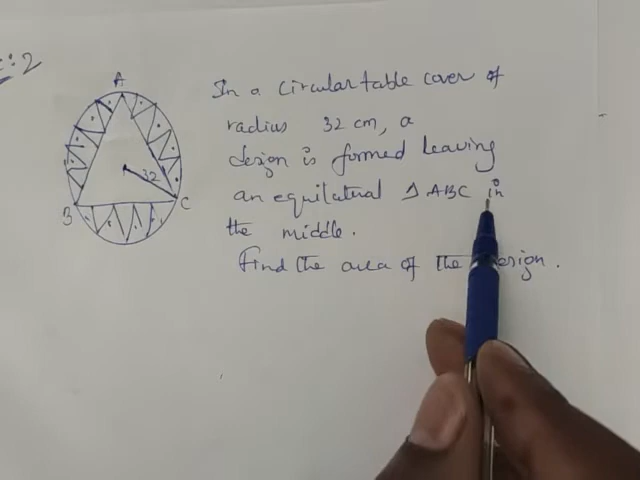 :2
A
B
C
32
In a circular table cover of
radius 32 cm, a
design is formed leaving
an equilateral △ ABC in
the middle.
Find the area of the design.